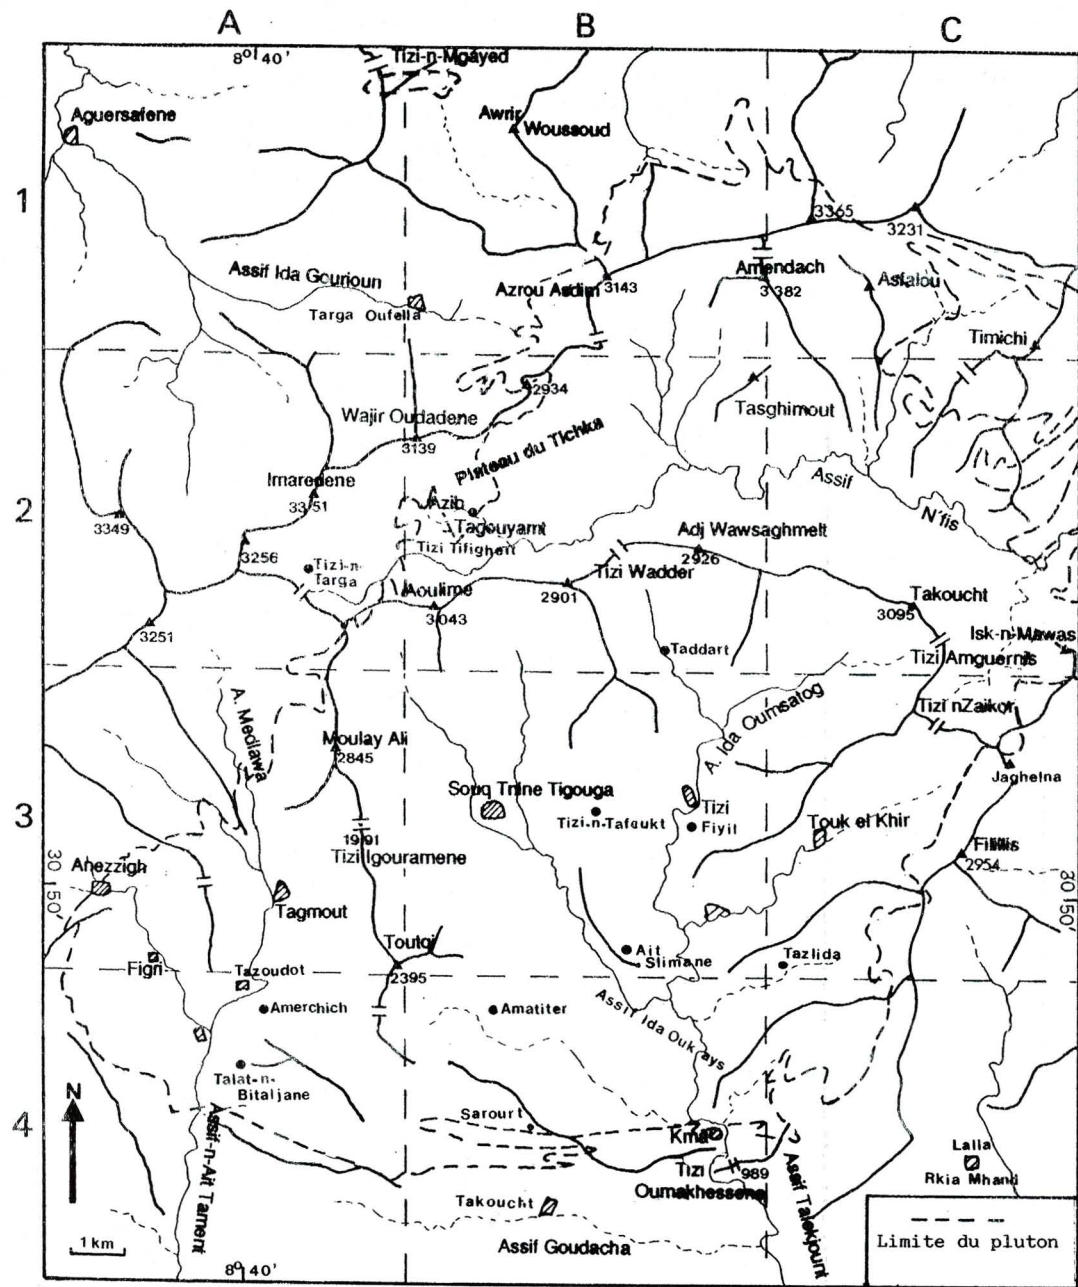 A B C
8° 40'
Tizi-n-Mgayed
Aguersafene
Awrir
Woussoud
1
3365
3231
Assif Ida Gourioun
Amendach
Azrou Asdim
3143
3382
Asfalou
Targa Oufella
Timichi
2934
Wajir Oudadene
Tasghimout
3139
Plateau du Tichka
Imaredene
Assif
3351
Azib
2
3349
N'fis
Tagouyamt
Adj Wawsaghmelt
3256
Tizi Tifighert
2926
Tizi-n-
Targa
Tizi Wadder
Aoulime
2901
Takoucht
3043
3095
3251
Isk-n-Mawas
Taddart
Tizi Amguernis
A. Medlawa
A. Ida Oumsatog
Tizi nZaikor
Moulay Ali
2845
Jaghelna
Souq Tnine Tigouga
Tizi
3
Tizi-n-Tafoukt
Fiyil
Touk el Khir
1991
Tizi Igouramene
Filillis
2954
Ahezzigh
30° 50'
30° 50'
Tagmout
Toutqi
Ait
Slimane
Figri
Tazlida
Tazoudot
2395
Amerchich
Amatiter
Assif Ida Ouk ays
Talat-n-
Bitaljane
N
Sarourt
4
Kma
Lalla
Rkia Mhand
Tizi
989
Oumakhessene
Assif-n-Ait Tament
Assif Talekjount
Takoucht
Limite du pluton
1 km
Assif Goudacha
8° 40'